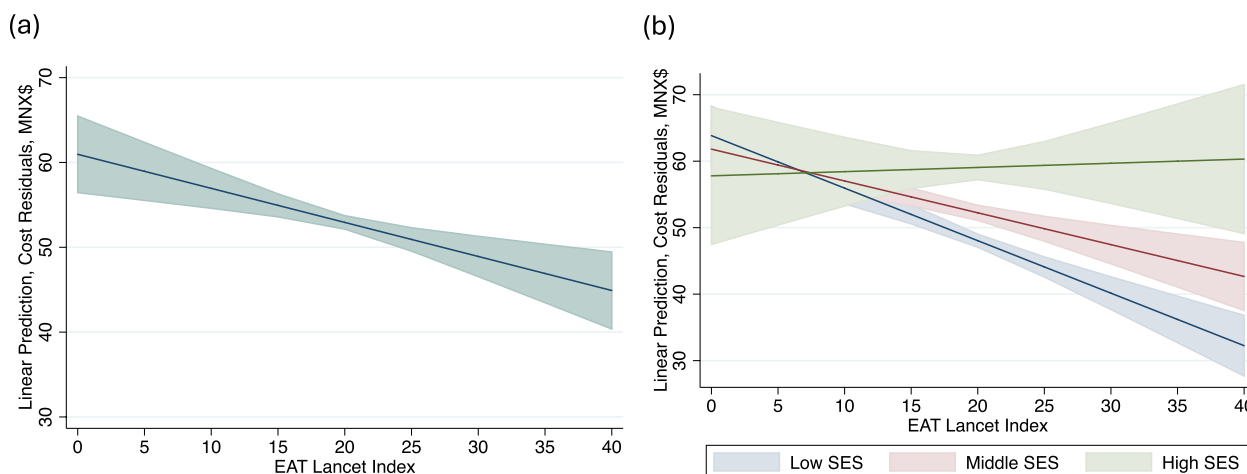 (a)
Linear Prediction, Cost Residuals, MNX$
70
60
50
40
30
0 5 10 15 20 25 30 35 40
EAT Lancet Index
(b)
Linear Prediction, Cost Residuals, MNX$
70
60
50
40
30
0 5 10 15 20 25 30 35 40
EAT Lancet Index
Low SES Middle SES High SES